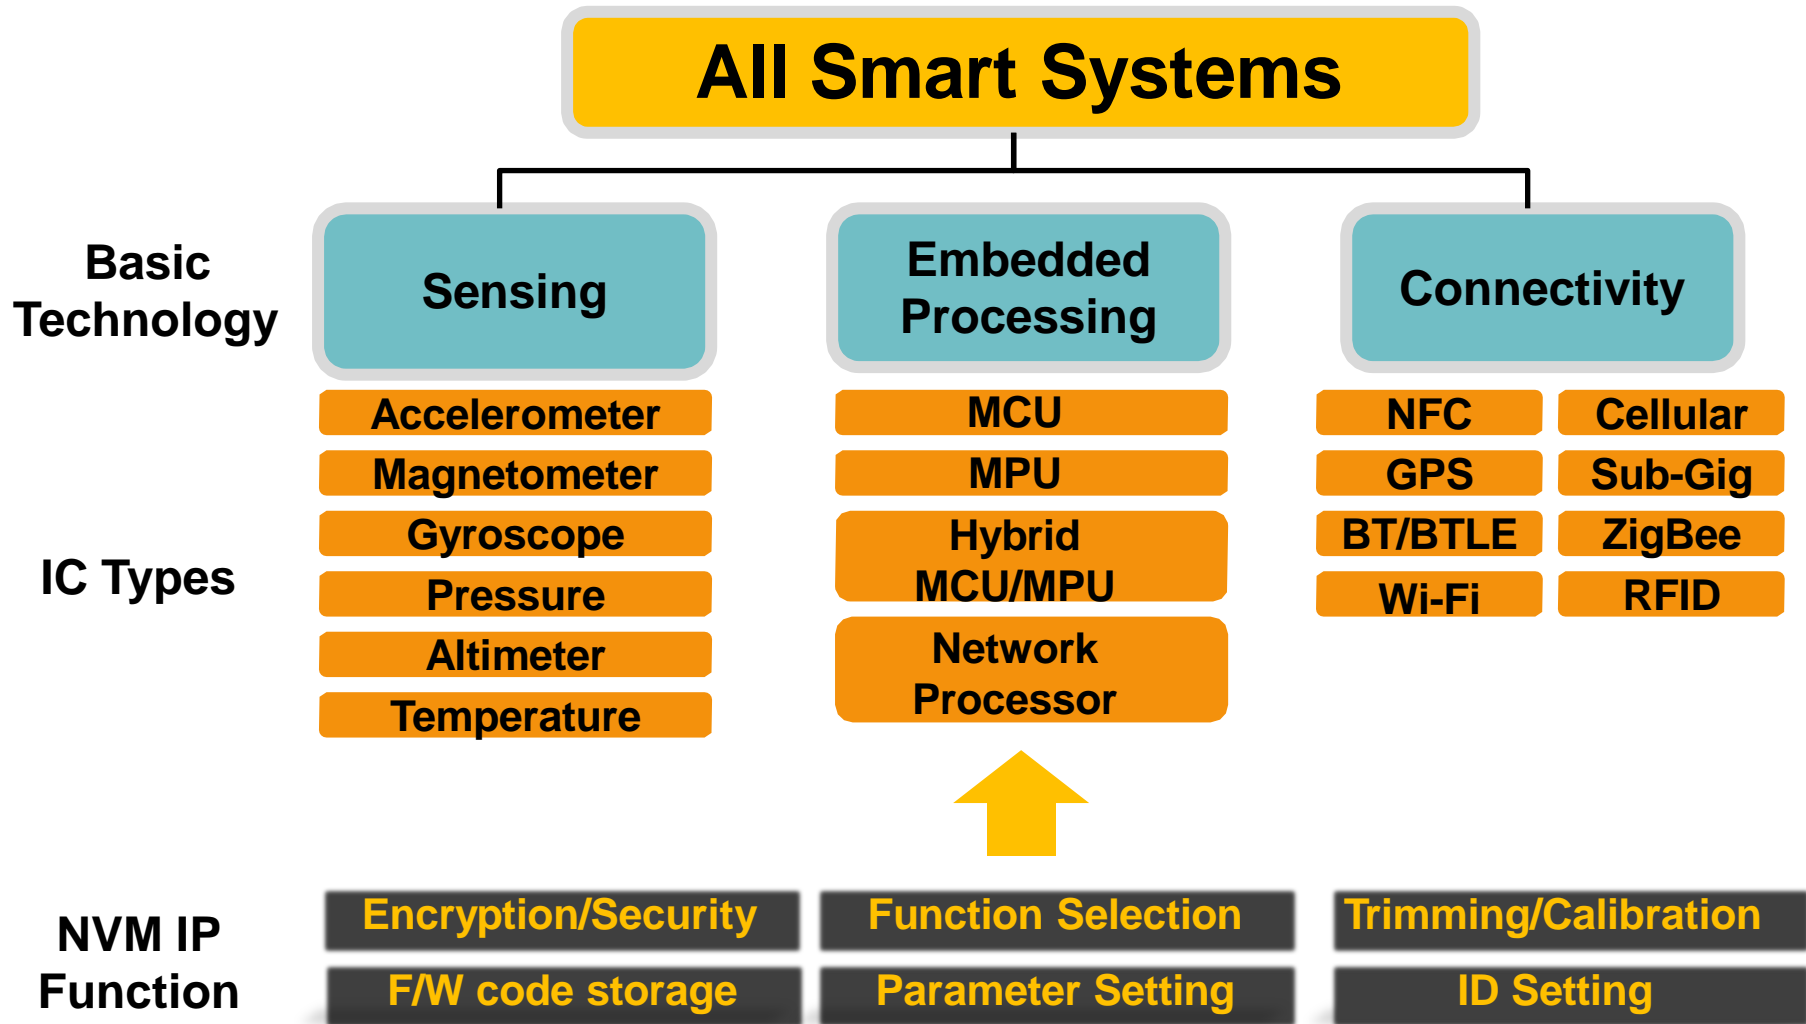 All Smart Systems
Basic
Technology
Sensing
Embedded
Processing
Connectivity
IC Types
Accelerometer
Magnetometer
Gyroscope
Pressure
Altimeter
Temperature
MCU
MPU
Hybrid
MCU/MPU
Network
Processor
NFC
Cellular
GPS
Sub-Gig
BT/BTLE
ZigBee
Wi-Fi
RFID
NVM IP
Function
Encryption/Security
Function Selection
Trimming/Calibration
F/W code storage
Parameter Setting
ID Setting